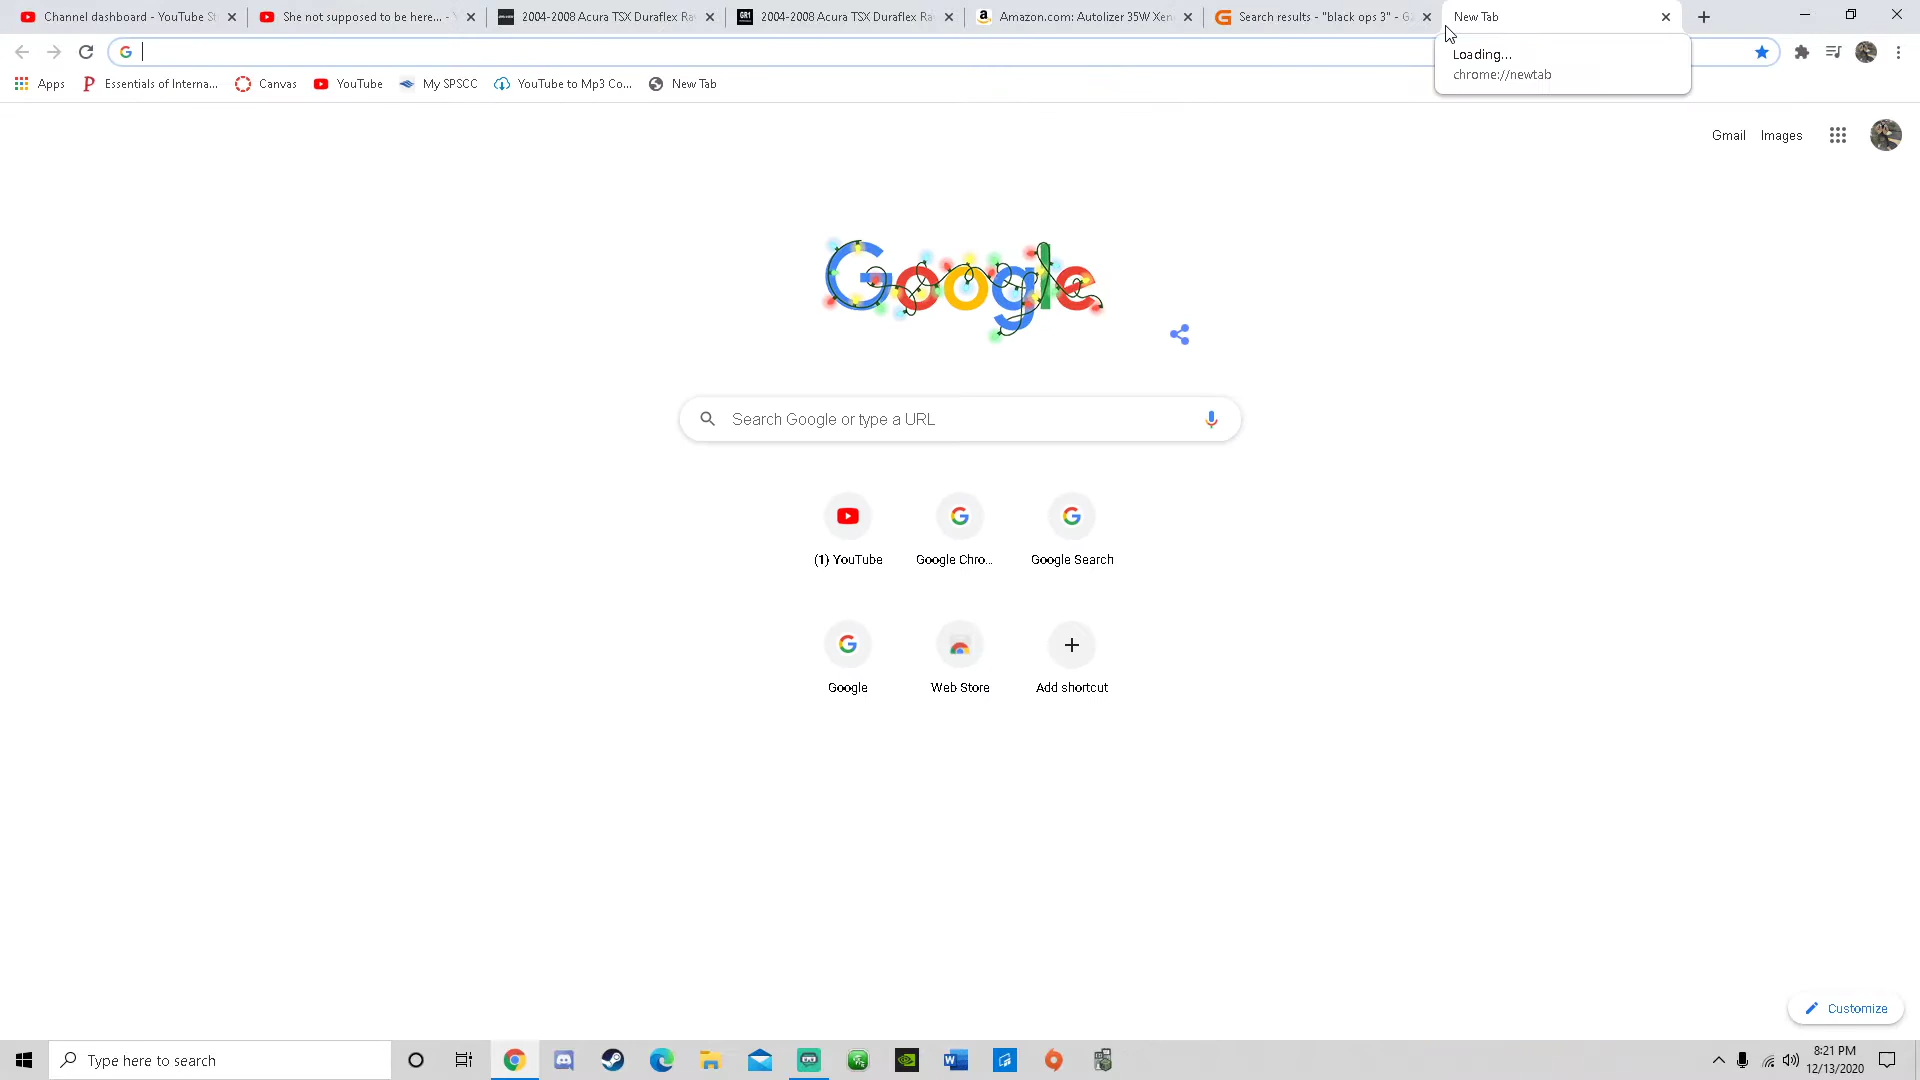 Channel dashboard - YouTube St
She not supposed to be here... - Y
2004-2008 Acura TSX Duraflex Ra
2004-2008 Acura TSX Duraflex Ra
Amazon.com: Autolizer 35W Xen
Search results - "black ops 3" - G
New Tab
Loading...
chrome://newtab
Apps
Essentials of Interna...
Canvas
YouTube
My SPSCC
YouTube to Mp3 Co...
New Tab
Gmail
Images
Google
Search Google or type a URL
(1) YouTube
Google Chro...
Google Search
Google
Web Store
Add shortcut
Customize
Type here to search
8:21 PM
12/13/2020